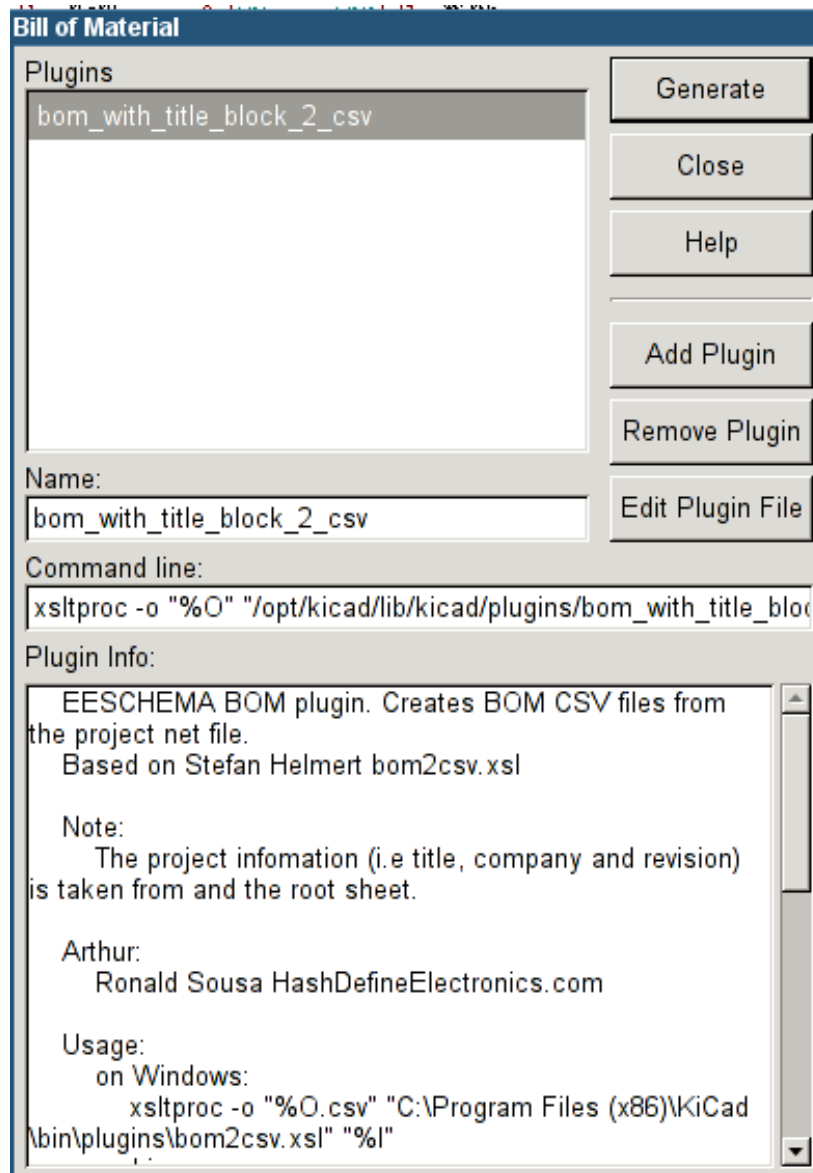 Bill of Material
Plugins
bom_with_title_block_2_csv
Generate
Close
Help
Add Plugin
Remove Plugin
Edit Plugin File
Name:
bom_with_title_block_2_csv
Command line:
xsltproc -o "%O" "/opt/kicad/lib/kicad/plugins/bom_with_title_bloc
Plugin Info:
EESCHEMA BOM plugin. Creates BOM CSV files from
the project net file.
Based on Stefan Helmert bom2csv.xsl
Note:
The project infomation (i.e title, company and revision)
is taken from and the root sheet.
Arthur:
Ronald Sousa HashDefineElectronics.com
Usage:
on Windows:
xsltproc -o "%O.csv" "C:\Program Files (x86)\KiCad
\bin\plugins\bom2csv.xsl" "%I"